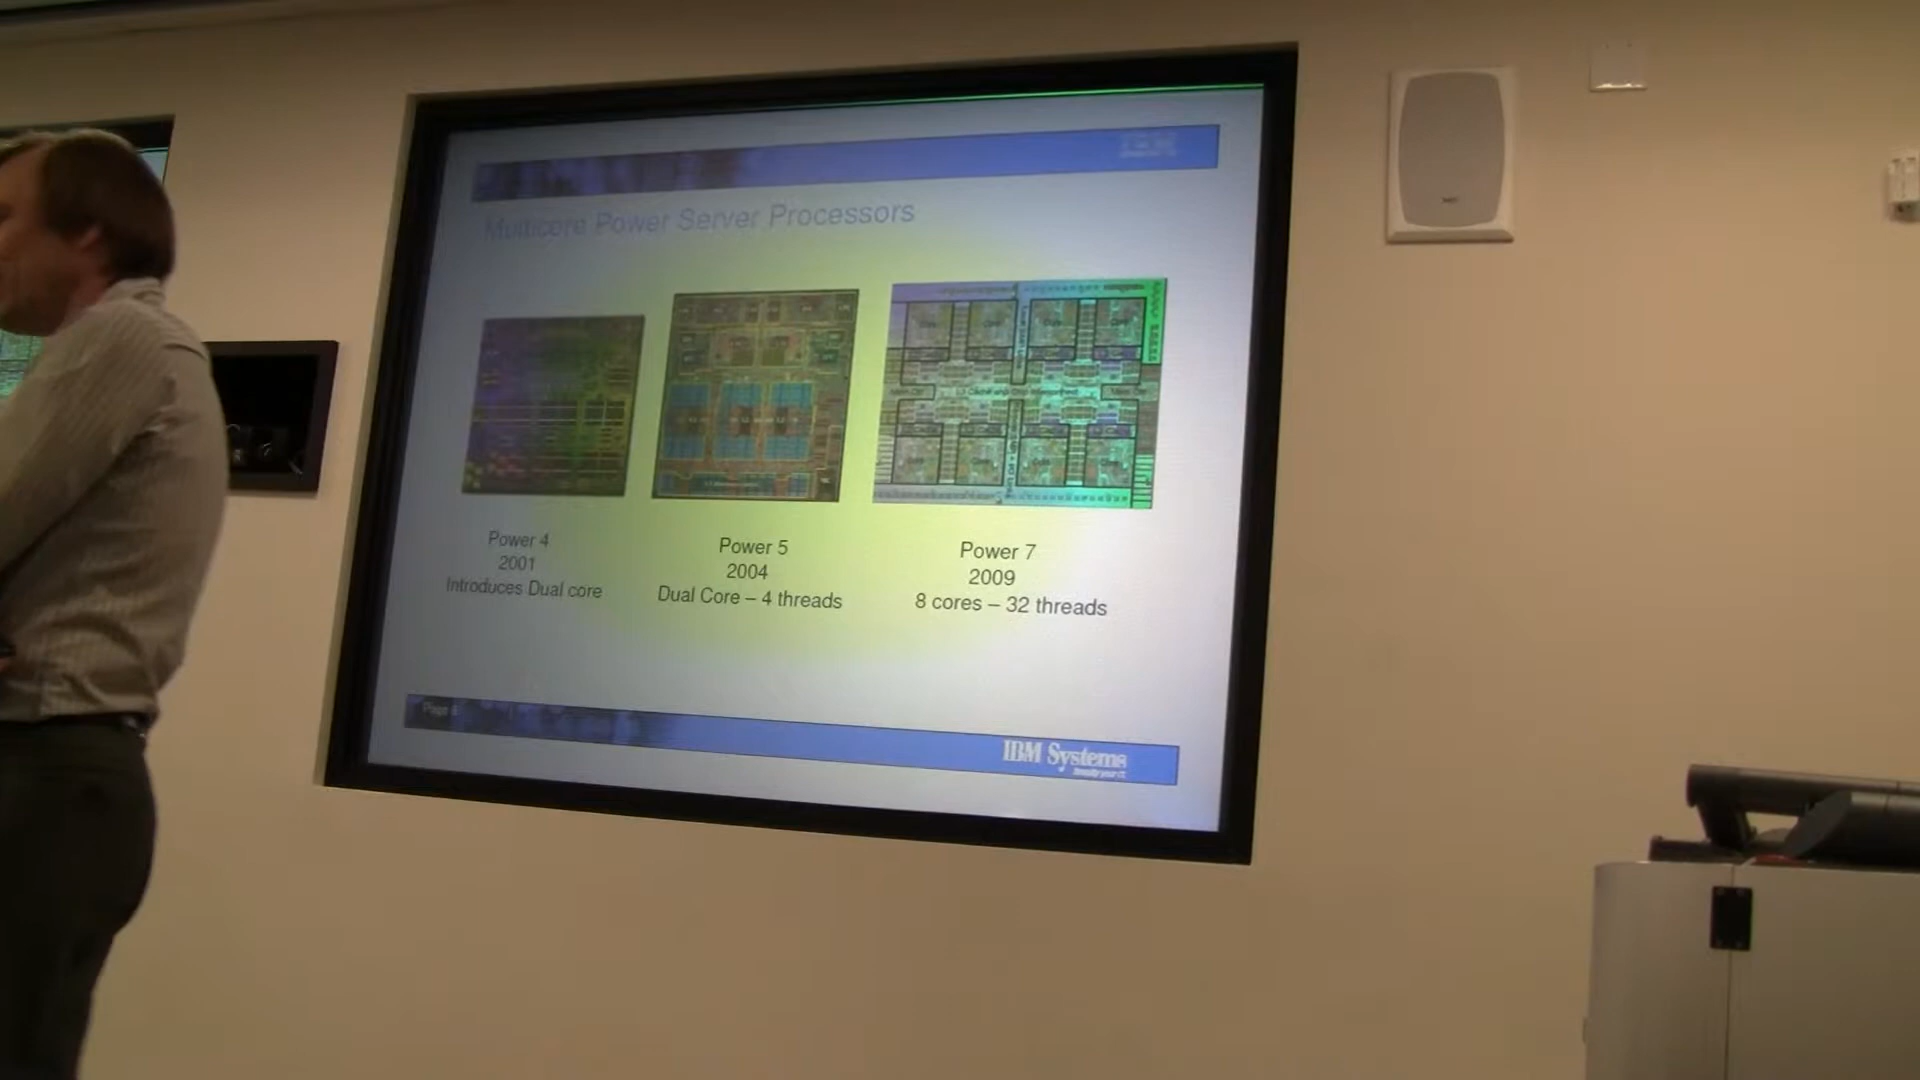 Multicore Power Server Processors
Power 4
2001
Introduces Dual core
Power 5
2004
Dual Core – 4 threads
Power 7
2009
8 cores – 32 threads
Page
IBM Systems